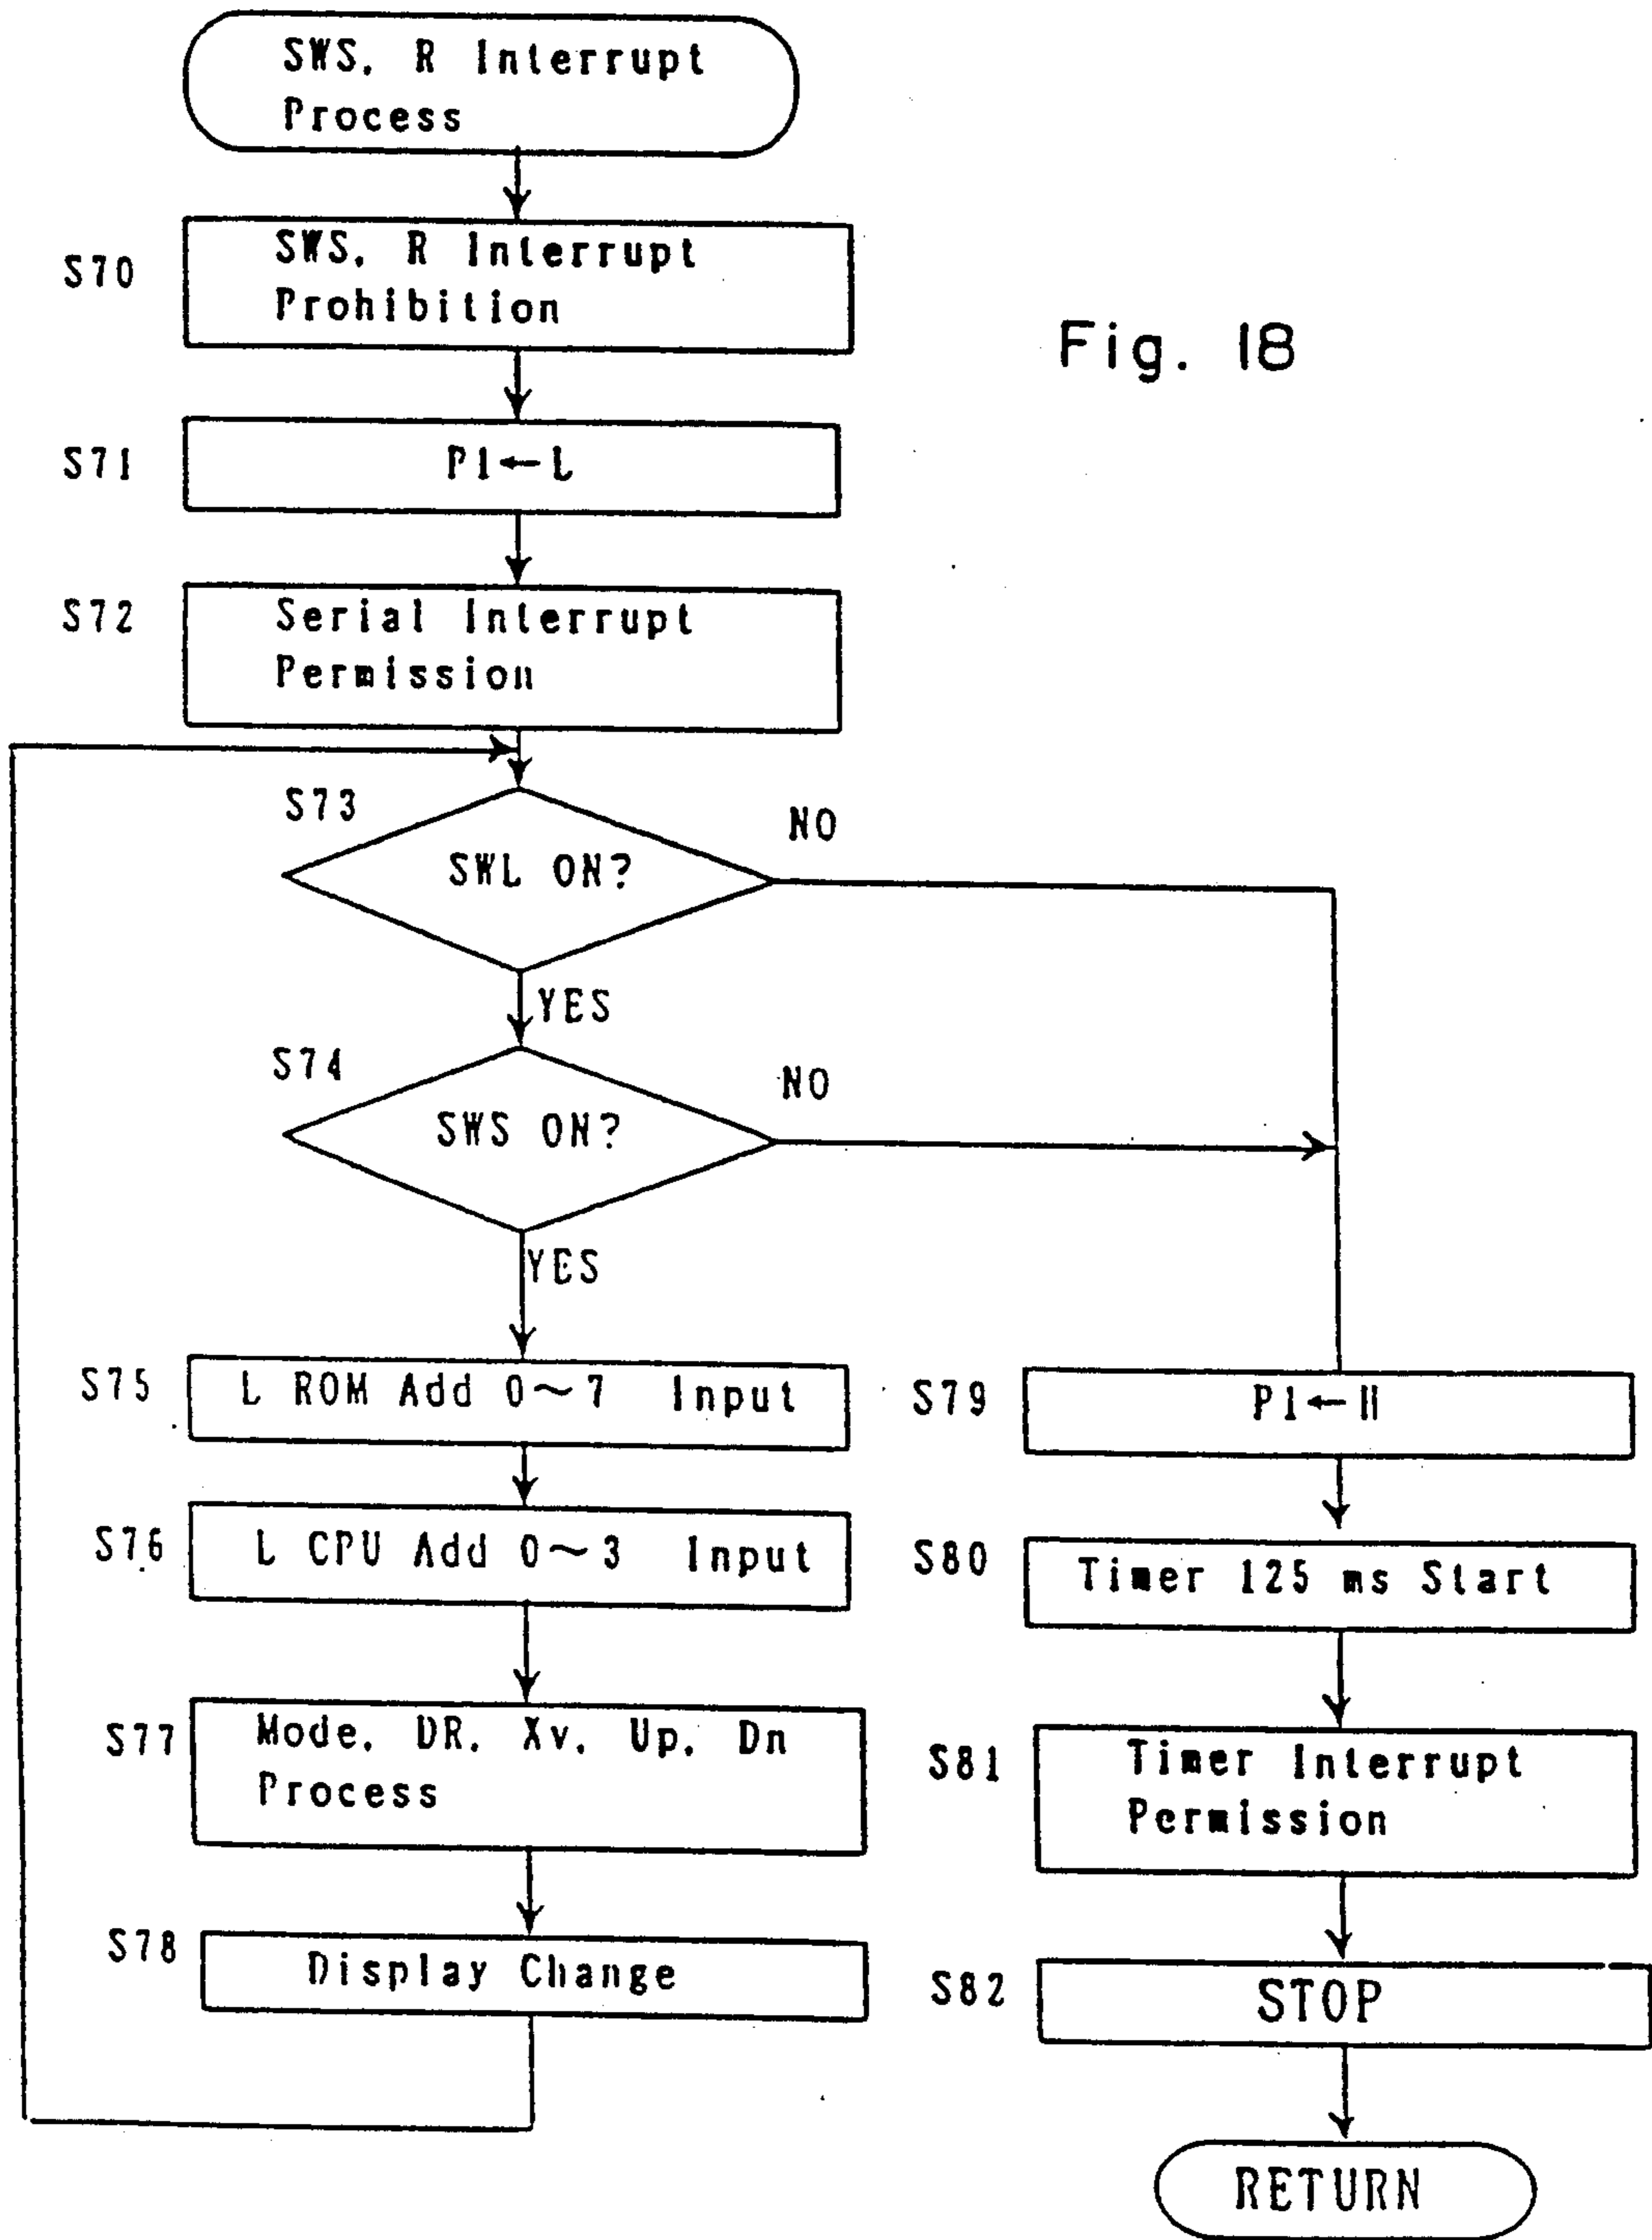 SWS, R Interrupt
Process
S70
SWS, R Interrupt
Prohibition
Fig. 18
S71
P1←L
S72
Serial Interrupt
Permission
S73
SWL ON?
NO
YES
S74
SWS ON?
NO
YES
S75
L ROM Add 0~7 Input
S76
L CPU Add 0~3 Input
S77
Mode, DR, Xv, Up, Dn
Process
S78
Display Change
S79
P1←H
S80
Timer 125 ms Start
S81
Timer Interrupt
Permission
S82
STOP
RETURN